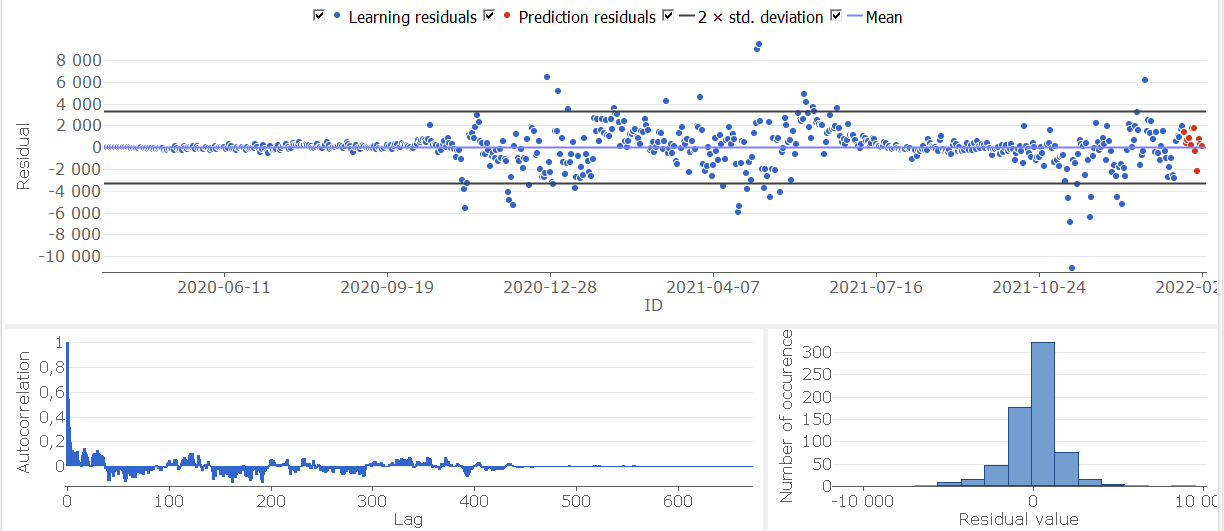 Learning residuals Prediction residuals 2 × std. deviation Mean
8 000
6 000
4 000
2 000
0
-2 000
-4 000
-6 000
-8 000
-10 000
Residual
2020-06-11 2020-09-19 2020-12-28 2021-04-07 2021-07-16 2021-10-24 2022-02
ID
Autocorrelation
1
0,8
0,6
0,4
0,2
0
0 100 200 300 400 500 600
Lag
Number of occurence
300
250
200
150
100
50
0
-10 000 0 10 00
Residual value